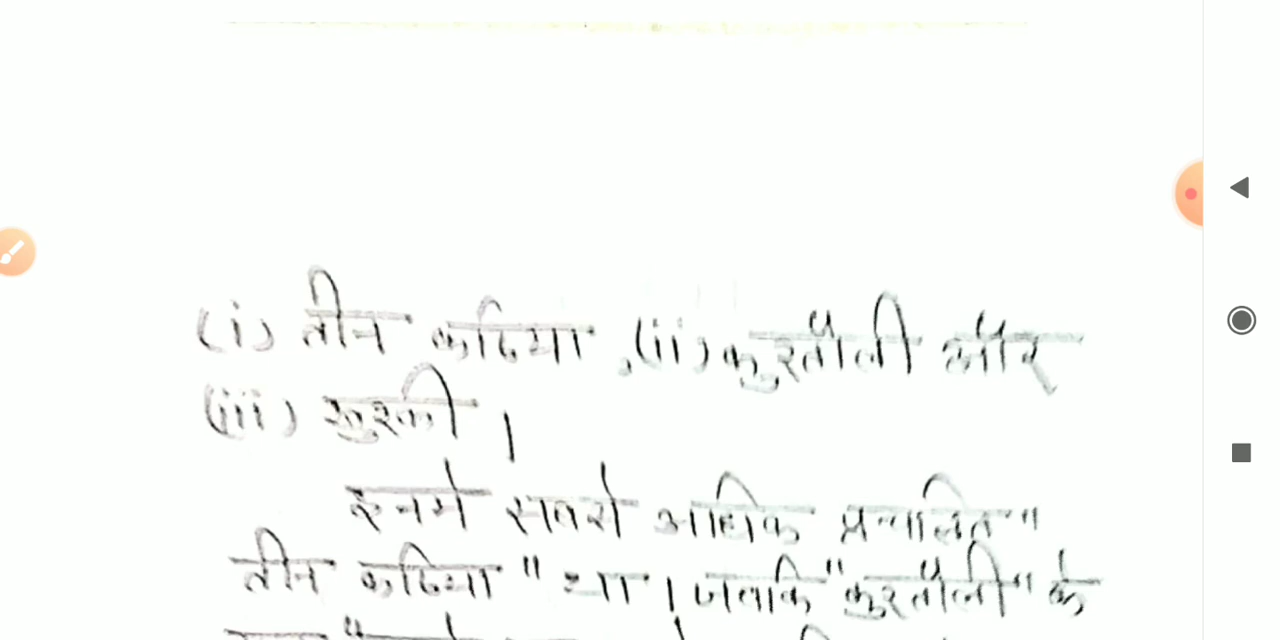 (i) तीन कठिया, (ii) कुरतौली और
(iii) खुश्की ।
इनमे सबसे अधिक प्रचलित "
तीन कठिया " था । जबकि "कुरतौली" के